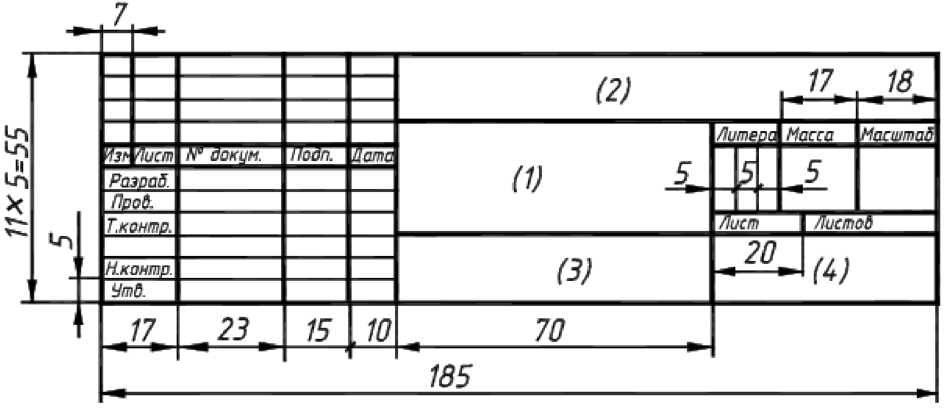 7
(2)
17
18
Литера
Масса
Масштаб
Изм
Лист
№ докум.
Подп.
Дата
11×5=55
(1)
5
5
5
Разраб.
Пров.
Т.контр.
Лист
Листов
5
Н.контр.
(3)
20
(4)
Утв.
17
23
15
10
70
185